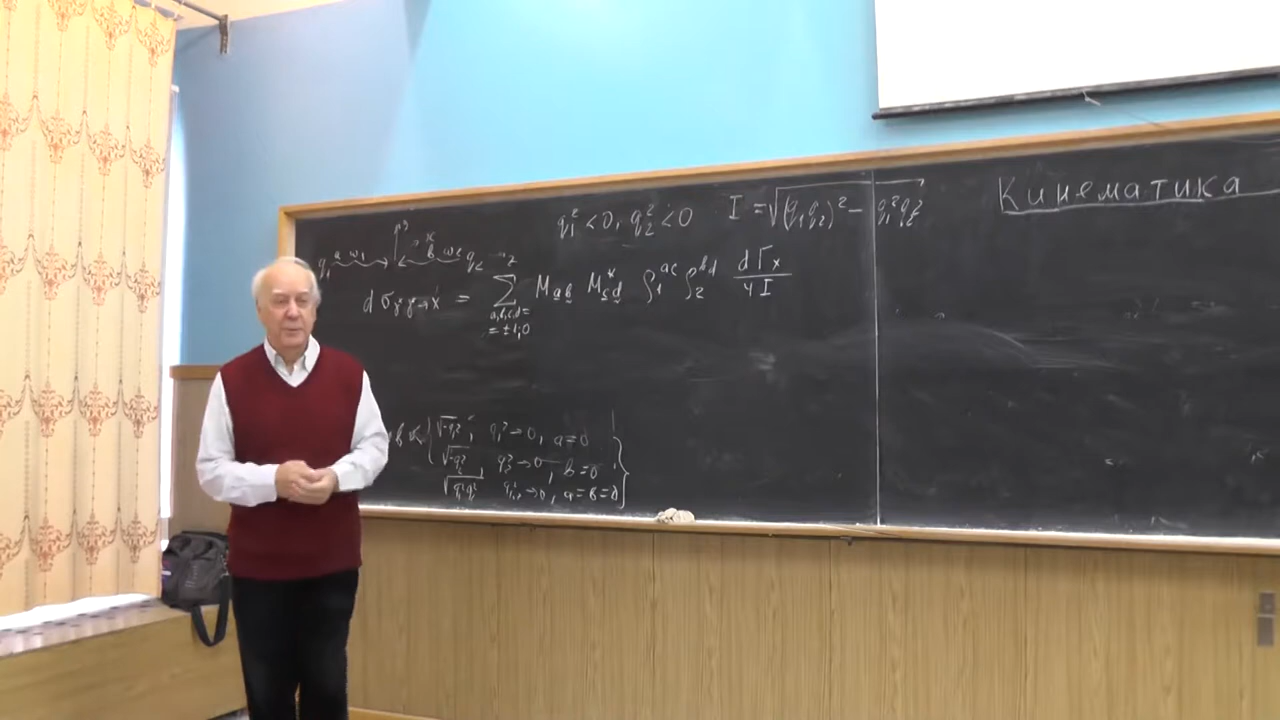 q₁² < 0, q₂² < 0 I = √(q₁q₂)² − q₁²q₂²
Кинематика
q₁ a ω₁ b ω₂ q₂
dσ_γγ→X = ∑ M_ab M*_cd ρ₁^ac ρ₂^bd dΓ_X / 4I
a,b,c,d=
= ±1,0
√−q₁², q₁² → 0, a=0
√−q₂², q₂² → 0, b=0
√q₁²q₂² q₁,₂² → 0, a=b=0